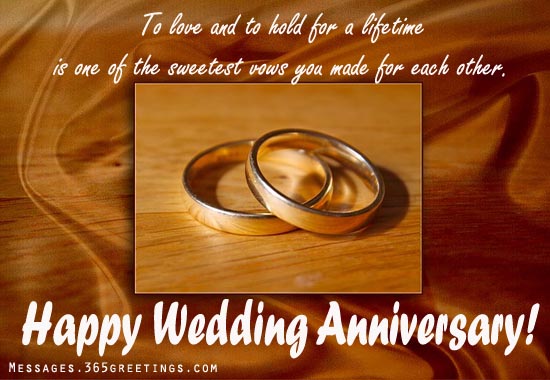 To love and to hold for a lifetime
is one of the sweetest vows you made for each other.
Happy Wedding Anniversary!
Messages.365greetings.com